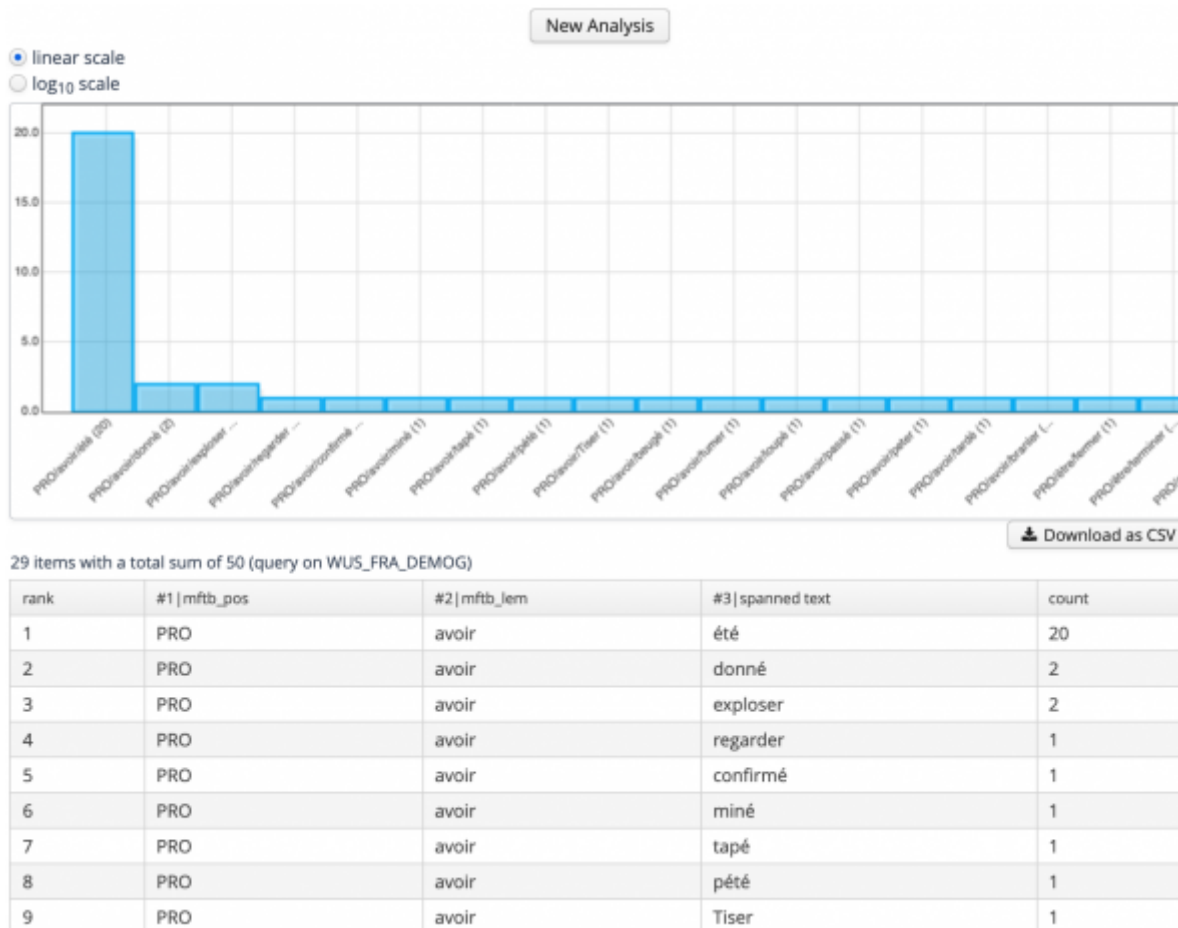 New Analysis
linear scale
log10 scale
20.0
15.0
10.0
5.0
0.0
PRO/avoir/été (20)
PRO/avoir/donné (2)
PRO/avoir/exploser ...
PRO/avoir/regarder ...
PRO/avoir/confirmé ...
PRO/avoir/miné (1)
PRO/avoir/tapé (1)
PRO/avoir/pété (1)
PRO/avoir/Tiser (1)
PRO/avoir/beugé (1)
PRO/avoir/fumer (1)
PRO/avoir/loupé (1)
PRO/avoir/passé (1)
PRO/avoir/peter (1)
PRO/avoir/tardé (1)
PRO/avoir/branler (...
PRO/être/fermer (1)
PRO/être/terminer (...
Download as CSV
29 items with a total sum of 50 (query on WUS_FRA_DEMOG)
rank #1|mftb_pos #2|mftb_lem #3|spanned text count
1 PRO avoir été 20
2 PRO avoir donné 2
3 PRO avoir exploser 2
4 PRO avoir regarder 1
5 PRO avoir confirmé 1
6 PRO avoir miné 1
7 PRO avoir tapé 1
8 PRO avoir pété 1
9 PRO avoir Tiser 1